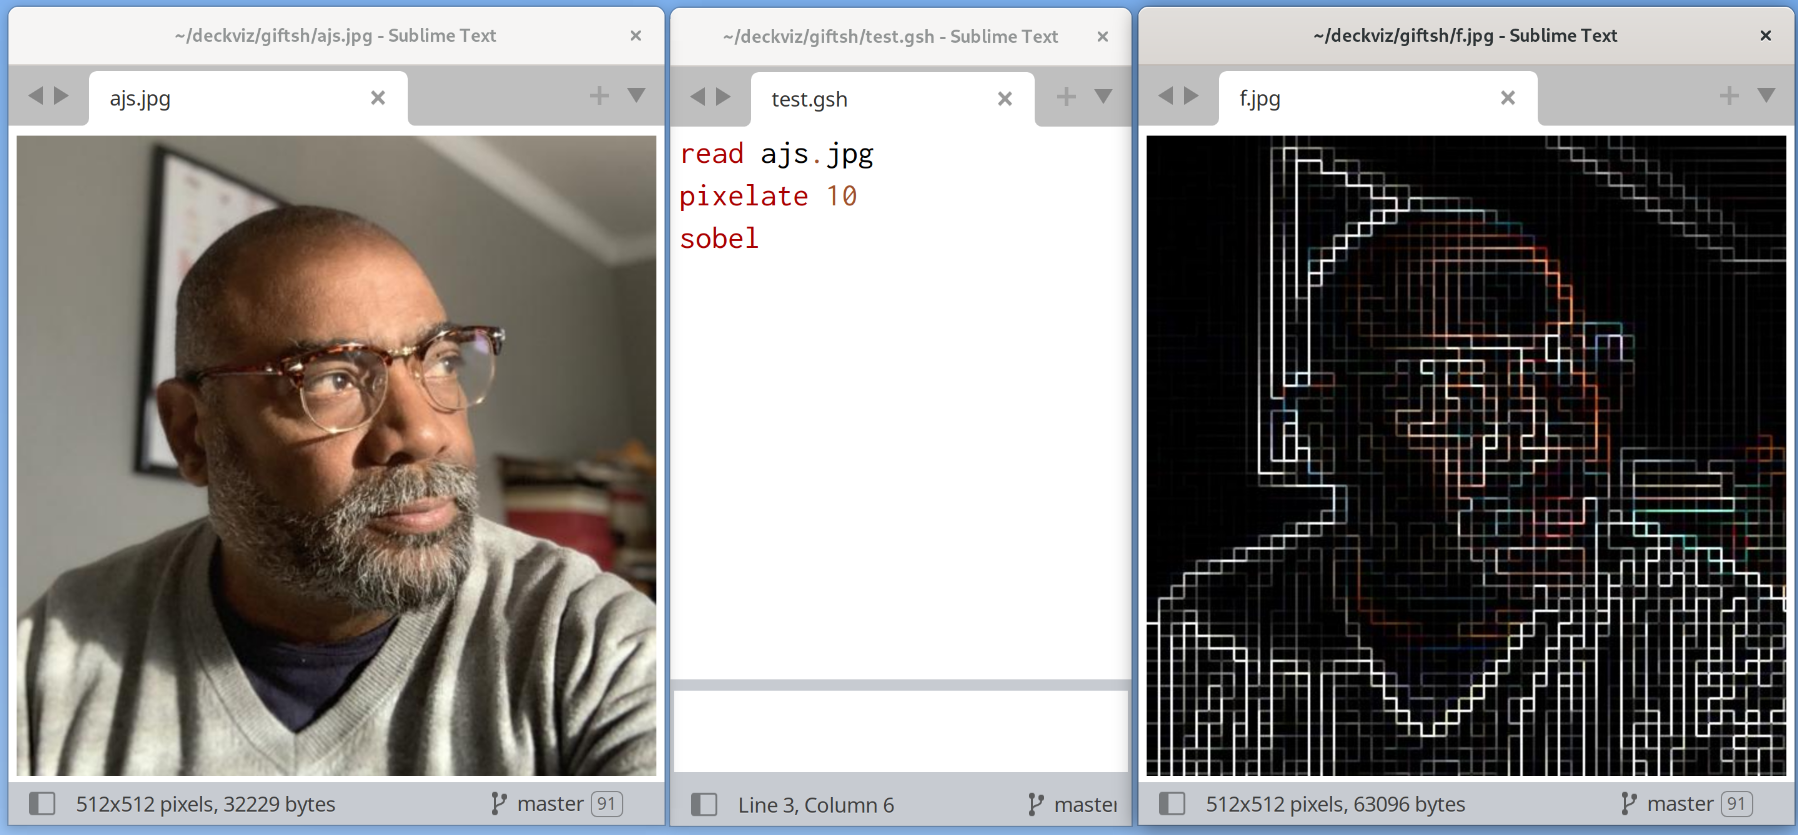 ~/deckviz/giftsh/ajs.jpg - Sublime Text
ajs.jpg
512x512 pixels, 32229 bytes
master 91
~/deckviz/giftsh/test.gsh - Sublime Text
test.gsh
read ajs.jpg
pixelate 10
sobel
Line 3, Column 6
master
~/deckviz/giftsh/f.jpg - Sublime Text
f.jpg
512x512 pixels, 63096 bytes
master 91